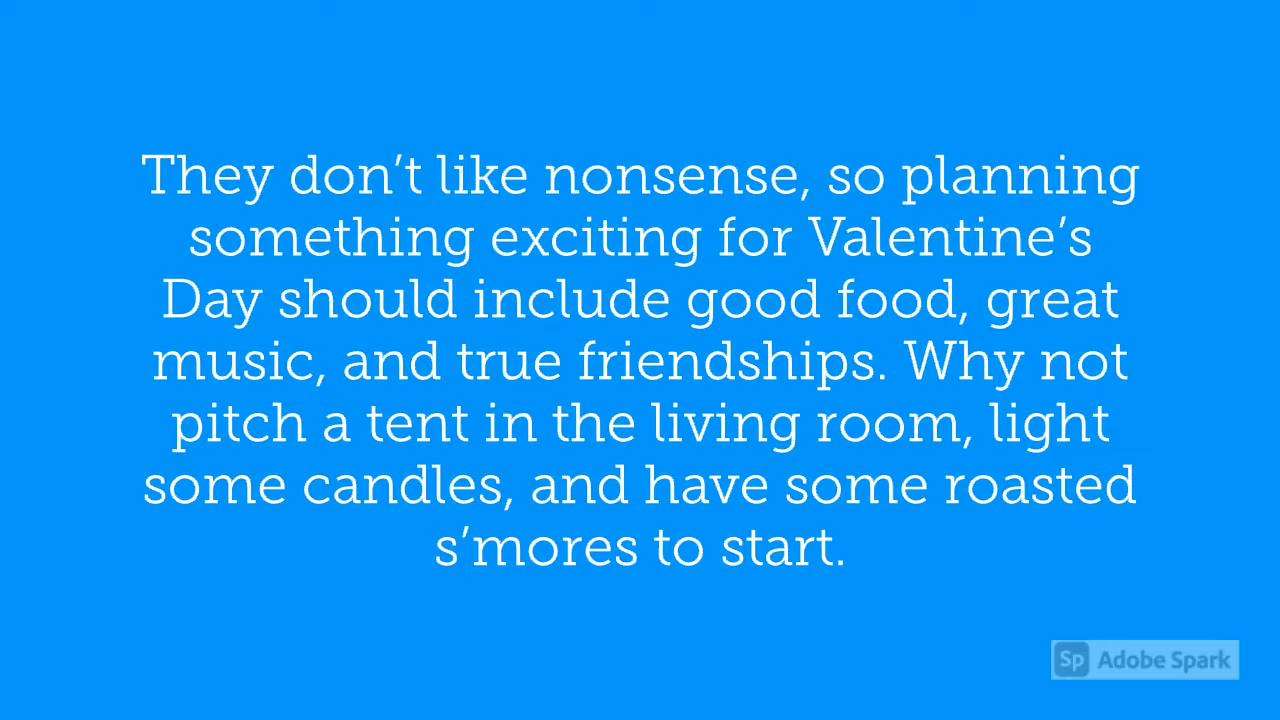 They don’t like nonsense, so planning
something exciting for Valentine’s
Day should include good food, great
music, and true friendships. Why not
pitch a tent in the living room, light
some candles, and have some roasted
s’mores to start.
Sp Adobe Spark